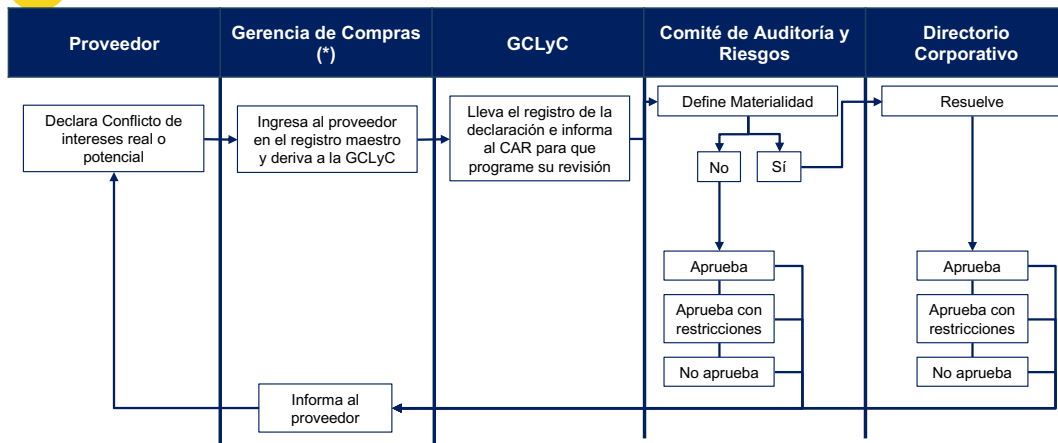 Proveedor
Gerencia de Compras
(*)
GCLyC
Comité de Auditoría y
Riesgos
Directorio
Corporativo
Declara Conflicto de
intereses real o
potencial
Ingresa al proveedor
en el registro maestro
y deriva a la GCLyC
Lleva el registro de la
declaración e informa
al CAR para que
programe su revisión
Define Materialidad
No
Sí
Aprueba
Aprueba con
restricciones
No aprueba
Resuelve
Aprueba
Aprueba con
restricciones
No aprueba
Informa al
proveedor